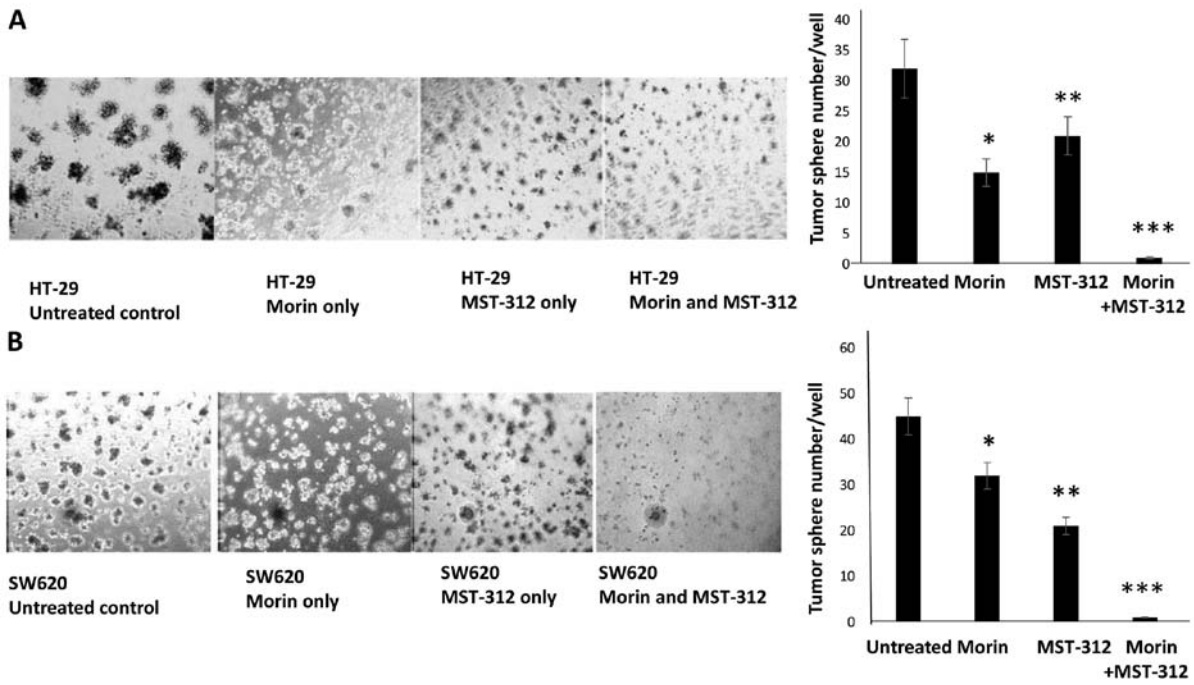 A
HT-29
Untreated control
HT-29
Morin only
HT-29
MST-312 only
HT-29
Morin and MST-312
Tumor sphere number/well
40
35
30
25
20
15
10
5
0
*
**
***
Untreated Morin MST-312 Morin
+MST-312
B
SW620
Untreated control
SW620
Morin only
SW620
MST-312 only
SW620
Morin and MST-312
Tumor sphere number/well
60
50
40
30
20
10
0
*
**
***
Untreated Morin MST-312 Morin
+MST-312